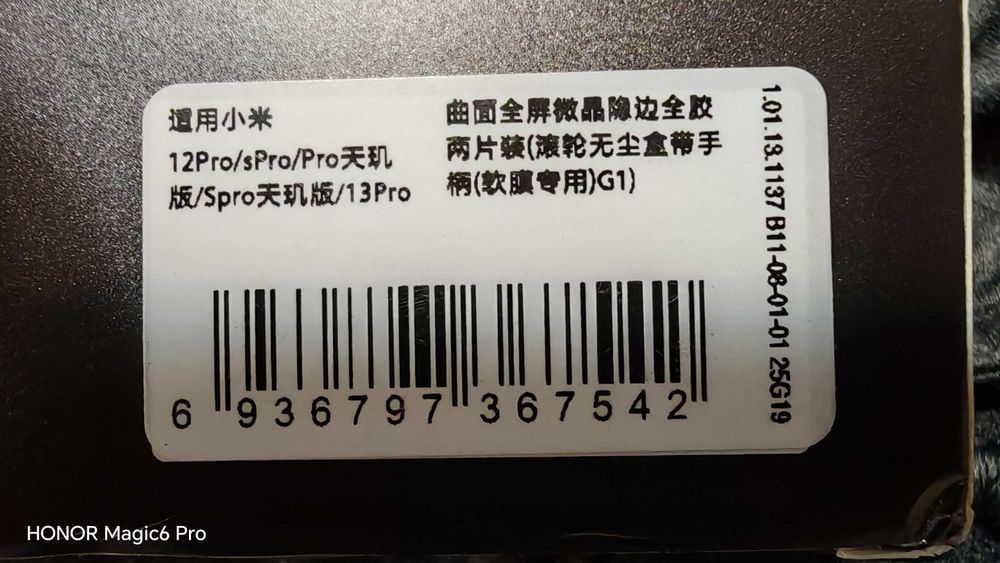 适用小米
12Pro/sPro/Pro天玑
版/Spro天玑版/13Pro
曲面全屏微晶隐边全胶
两片装(滚轮无尘盒带手
柄(软膜专用)G1)
1.01.13.1137 B11-08-01-01 25G19
6 936797 367542
HONOR Magic6 Pro